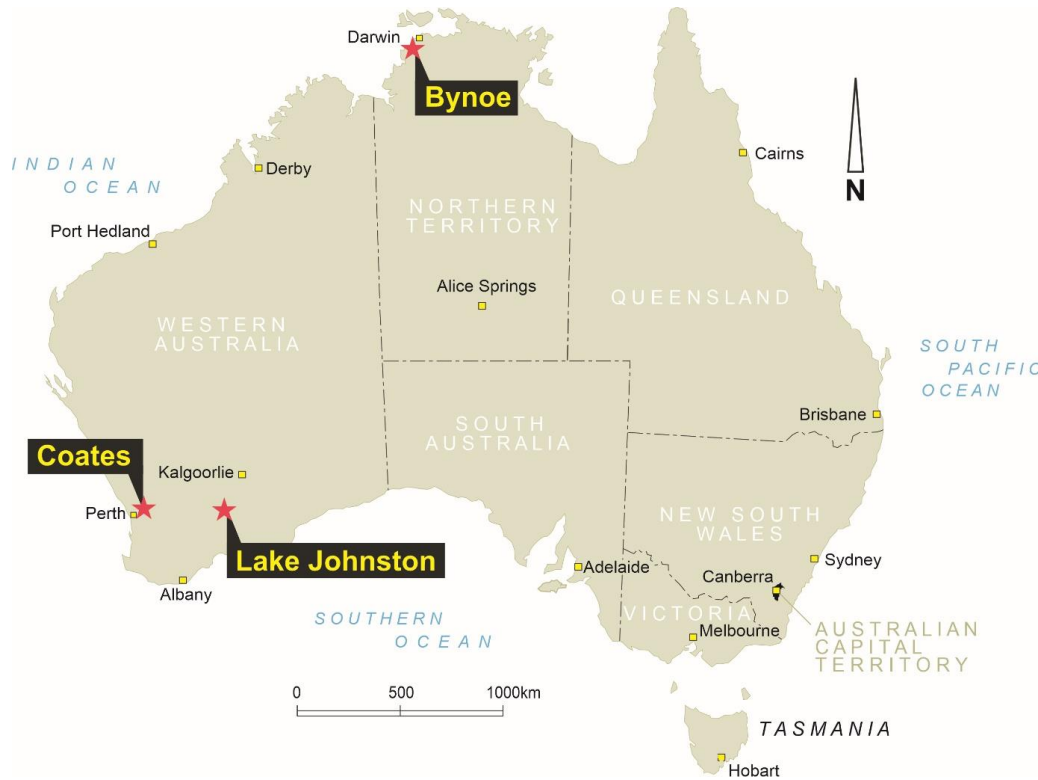 Darwin
Bynoe
INDIAN
OCEAN
Derby
Cairns
N
NORTHERN
TERRITORY
Port Hedland
Alice Springs
QUEENSLAND
WESTERN
AUSTRALIA
SOUTH
PACIFIC
OCEAN
SOUTH
AUSTRALIA
Brisbane
Coates
Kalgoorlie
Perth
NEW SOUTH
WALES
Lake Johnston
Sydney
Adelaide
Canberra
Albany
VICTORIA
SOUTHERN
OCEAN
Melbourne
AUSTRALIAN
CAPITAL
TERRITORY
0 500 1000km
TASMANIA
Hobart